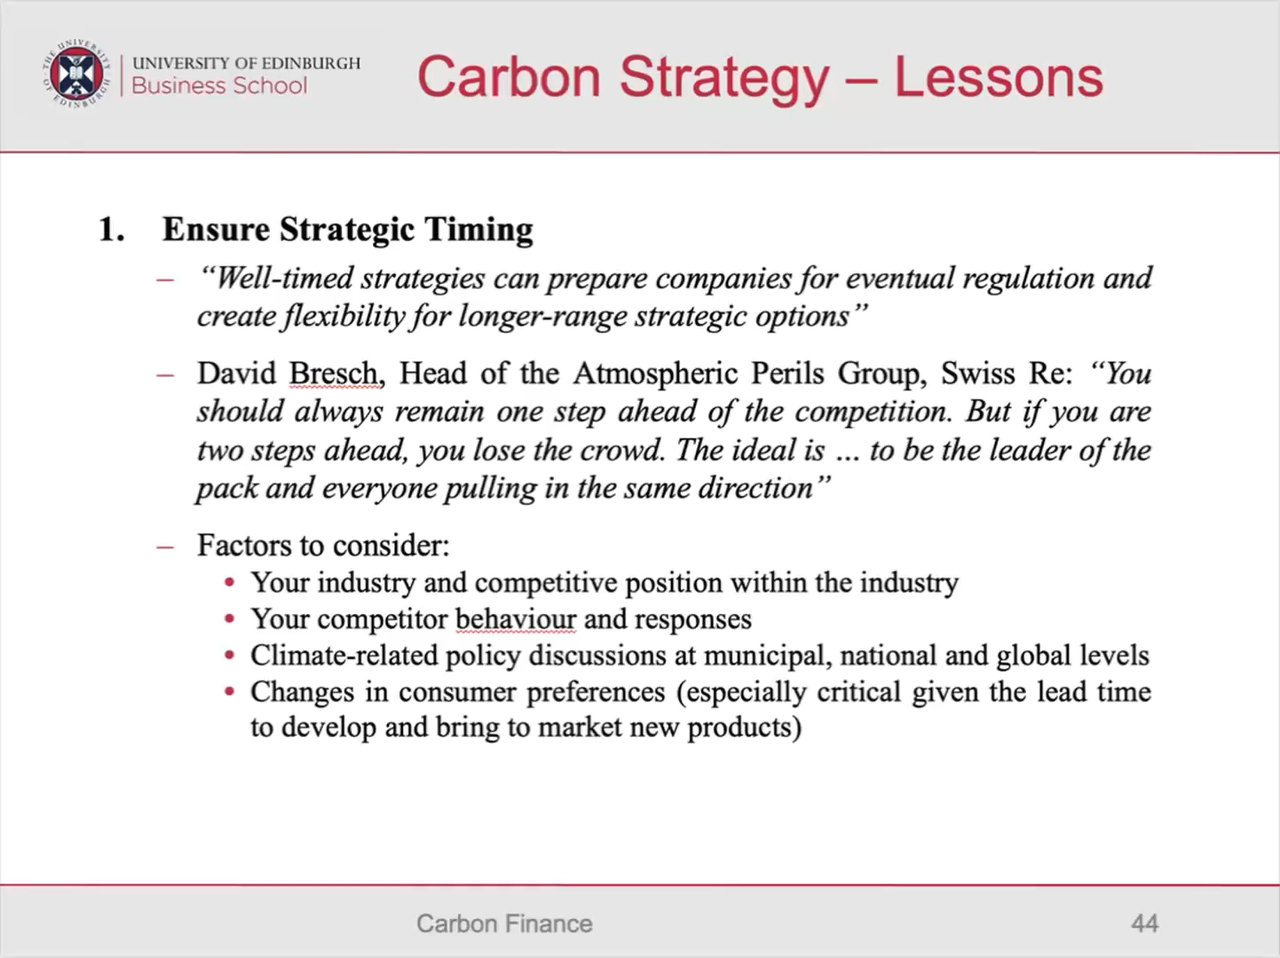 THE UNIVERSITY OF EDINBURGH
UNIVERSITY OF EDINBURGH
Business School
Carbon Strategy – Lessons
1. Ensure Strategic Timing
– “Well-timed strategies can prepare companies for eventual regulation and
create flexibility for longer-range strategic options”
– David Bresch, Head of the Atmospheric Perils Group, Swiss Re: “You
should always remain one step ahead of the competition. But if you are
two steps ahead, you lose the crowd. The ideal is ... to be the leader of the
pack and everyone pulling in the same direction”
– Factors to consider:
• Your industry and competitive position within the industry
• Your competitor behaviour and responses
• Climate-related policy discussions at municipal, national and global levels
• Changes in consumer preferences (especially critical given the lead time
to develop and bring to market new products)
Carbon Finance
44